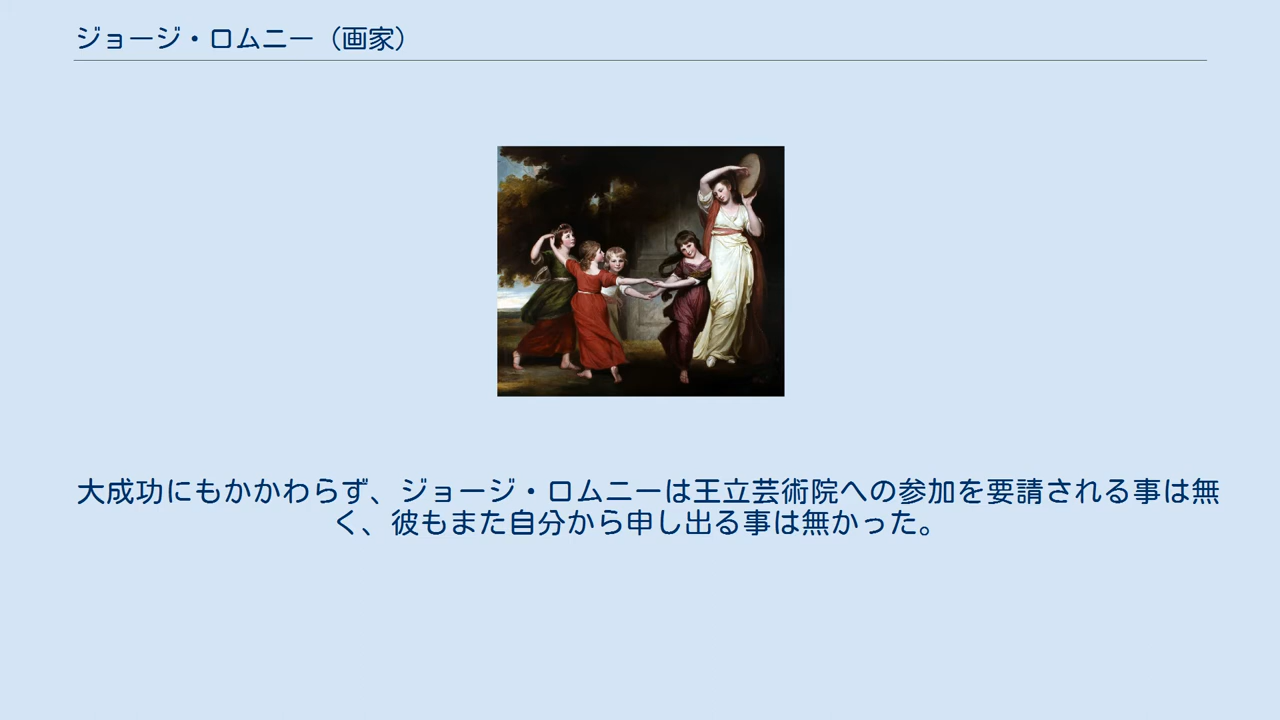 ジョージ・ロムニー（画家）
大成功にもかかわらず、ジョージ・ロムニーは王立芸術院への参加を要請される事は無
く、彼もまた自分から申し出る事は無かった。